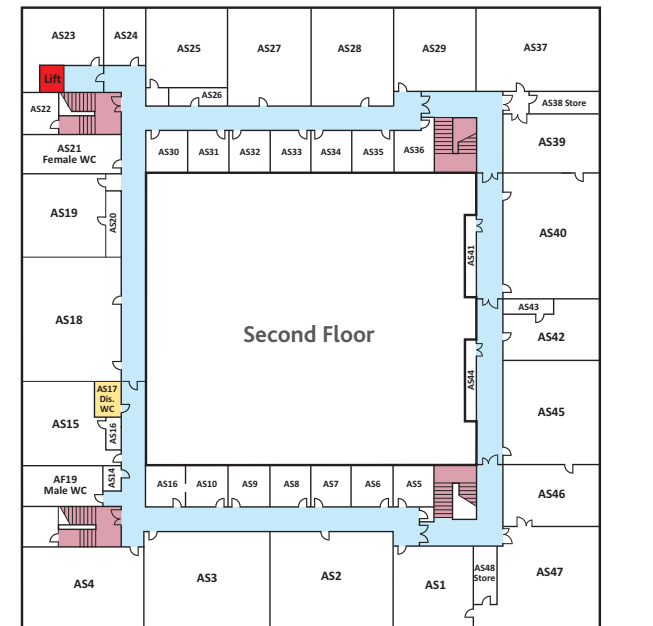 AS23
AS24
AS25
AS27
AS28
AS29
AS37
Lift
AS26
AS38 Store
AS22
AS21
Female WC
AS30
AS31
AS32
AS33
AS34
AS35
AS36
AS39
AS19
AS20
AS40
AS41
AS18
Second Floor
AS43
AS42
AS44
AS17
Dis.
WC
AS15
AS16
AS45
AF19
Male WC
AS14
AS16
AS10
AS9
AS8
AS7
AS6
AS5
AS46
AS4
AS3
AS2
AS1
AS48
Store
AS47